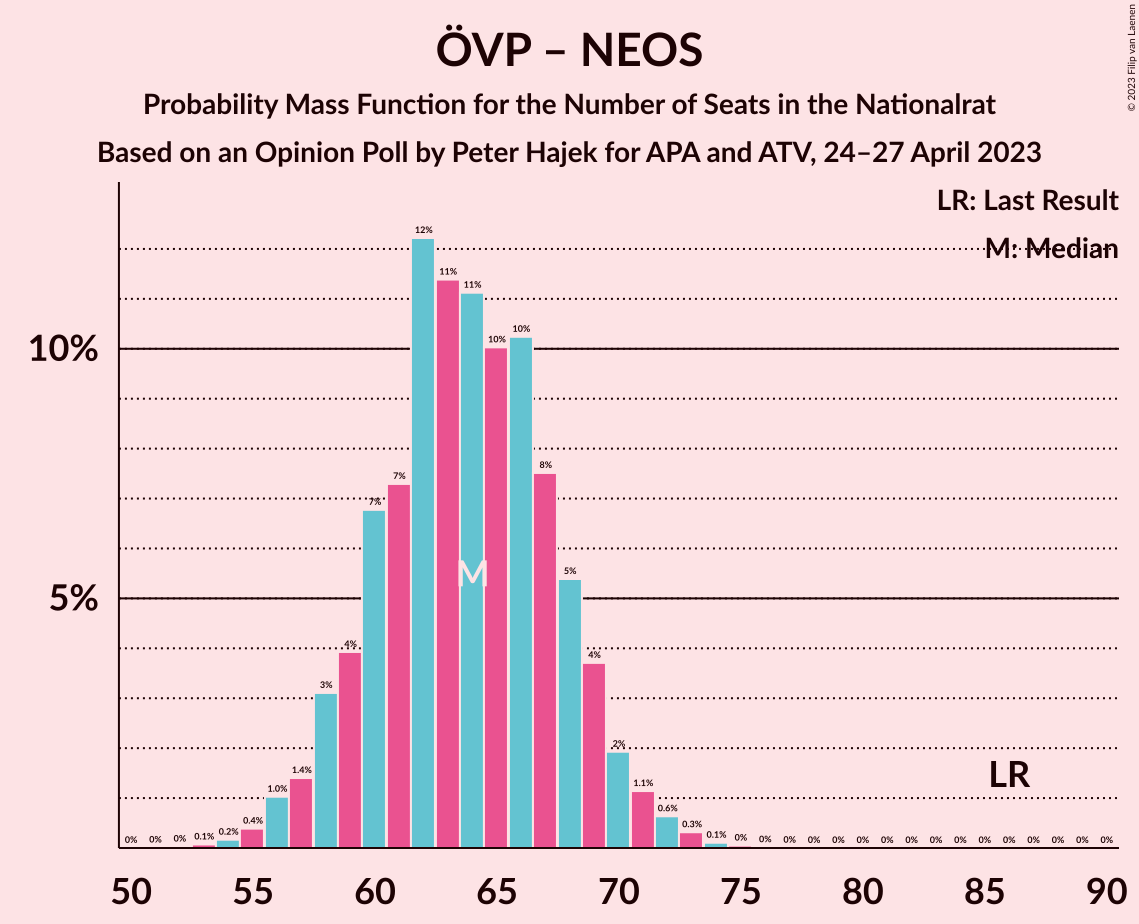 ÖVP – NEOS
Probability Mass Function for the Number of Seats in the Nationalrat
Based on an Opinion Poll by Peter Hajek for APA and ATV, 24–27 April 2023
© 2023 Filip van Laenen
LR: Last Result
M: Median
10%
5%
0% 0% 0% 0.1% 0.2% 0.4% 1.0% 1.4% 3% 4% 7% 7% 12% 11% 11% 10% 10% 8% 5% 4% 2% 1.1% 0.6% 0.3% 0.1% 0% 0% 0% 0% 0% 0% 0% 0% 0% 0% 0% 0% 0% 0% 0% 0%
M
LR
50 55 60 65 70 75 80 85 90